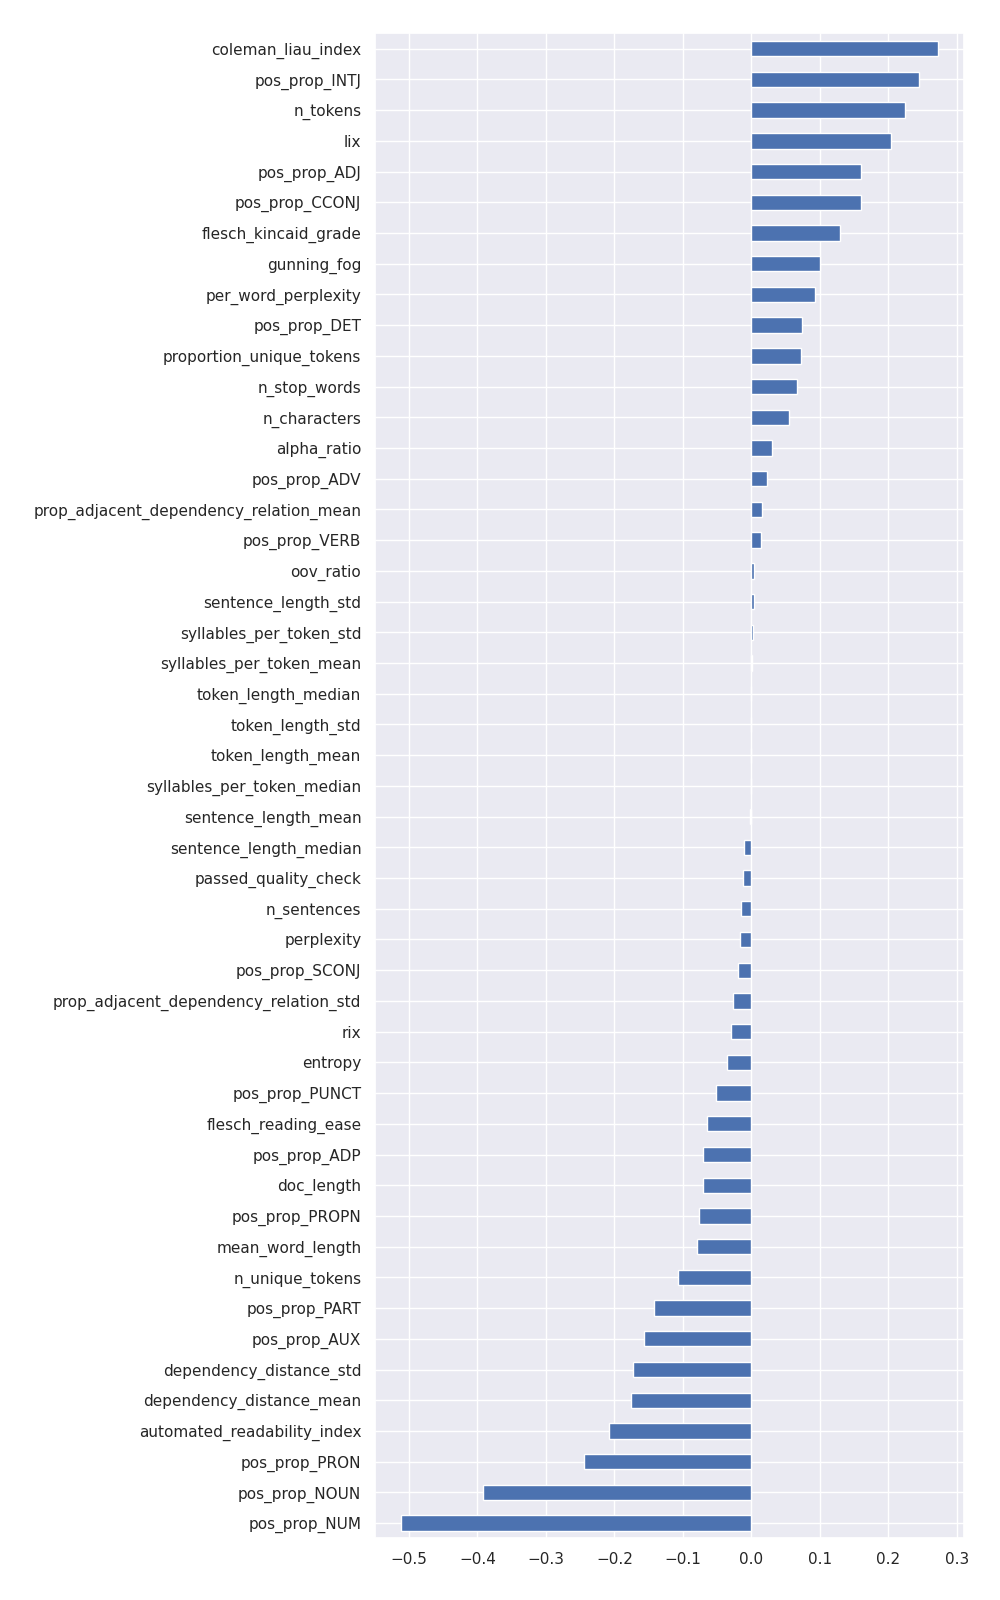 coleman_liau_index
pos_prop_INTJ
n_tokens
lix
pos_prop_ADJ
pos_prop_CCONJ
flesch_kincaid_grade
gunning_fog
per_word_perplexity
pos_prop_DET
proportion_unique_tokens
n_stop_words
n_characters
alpha_ratio
pos_prop_ADV
prop_adjacent_dependency_relation_mean
pos_prop_VERB
oov_ratio
sentence_length_std
syllables_per_token_std
syllables_per_token_mean
token_length_median
token_length_std
token_length_mean
syllables_per_token_median
sentence_length_mean
sentence_length_median
passed_quality_check
n_sentences
perplexity
pos_prop_SCONJ
prop_adjacent_dependency_relation_std
rix
entropy
pos_prop_PUNCT
flesch_reading_ease
pos_prop_ADP
doc_length
pos_prop_PROPN
mean_word_length
n_unique_tokens
pos_prop_PART
pos_prop_AUX
dependency_distance_std
dependency_distance_mean
automated_readability_index
pos_prop_PRON
pos_prop_NOUN
pos_prop_NUM
−0.5 −0.4 −0.3 −0.2 −0.1 0.0 0.1 0.2 0.3